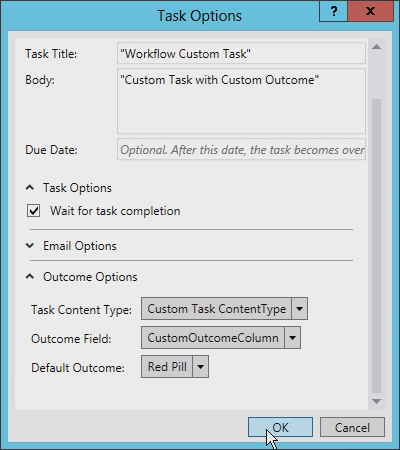 Task Options
? x
Task Title: "Workflow Custom Task"
Body: "Custom Task with Custom Outcome"
Due Date: Optional. After this date, the task becomes over
Task Options
Wait for task completion
Email Options
Outcome Options
Task Content Type: Custom Task ContentType
Outcome Field: CustomOutcomeColumn
Default Outcome: Red Pill
OK Cancel